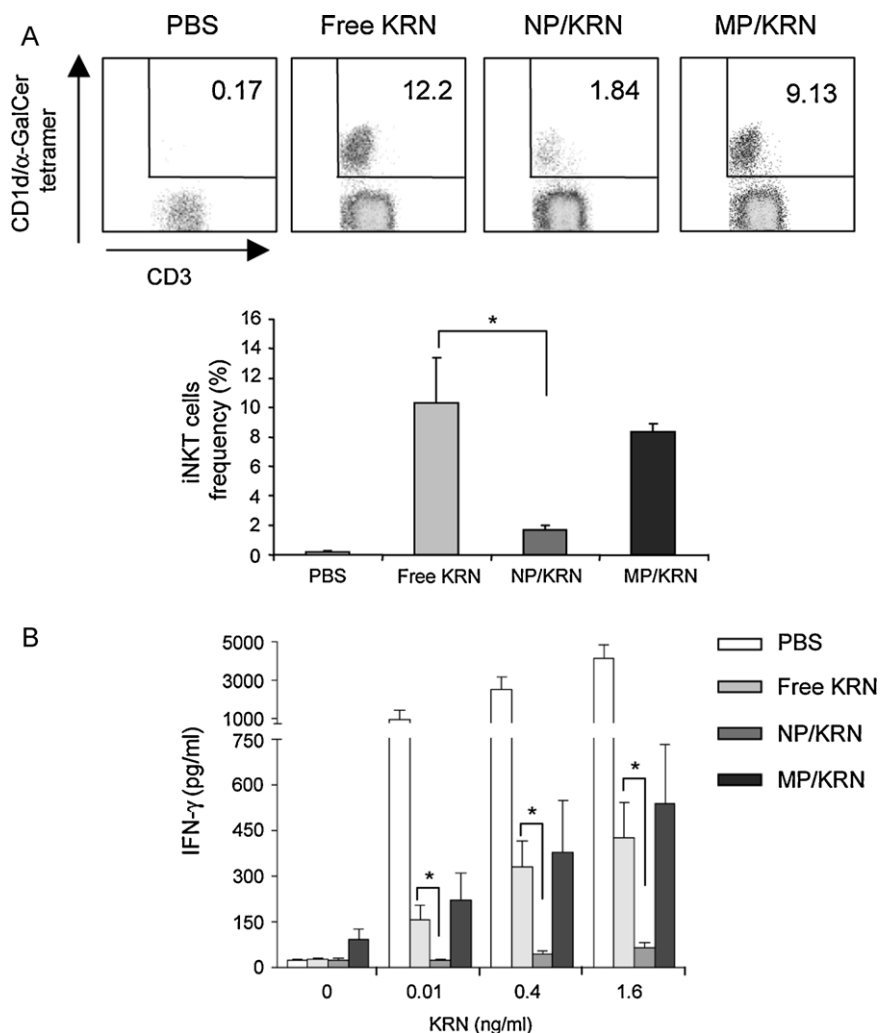 A
PBS
Free KRN
NP/KRN
MP/KRN
CD1d/α-GalCer
tetramer
0.17
12.2
1.84
9.13
CD3
iNKT cells
frequency (%)
16
14
12
10
8
6
4
2
0
*
PBS
Free KRN
NP/KRN
MP/KRN
B
IFN-γ (pg/ml)
5000
3000
1000
750
600
450
300
150
0
*
*
*
0
0.01
0.4
1.6
KRN (ng/ml)
PBS
Free KRN
NP/KRN
MP/KRN